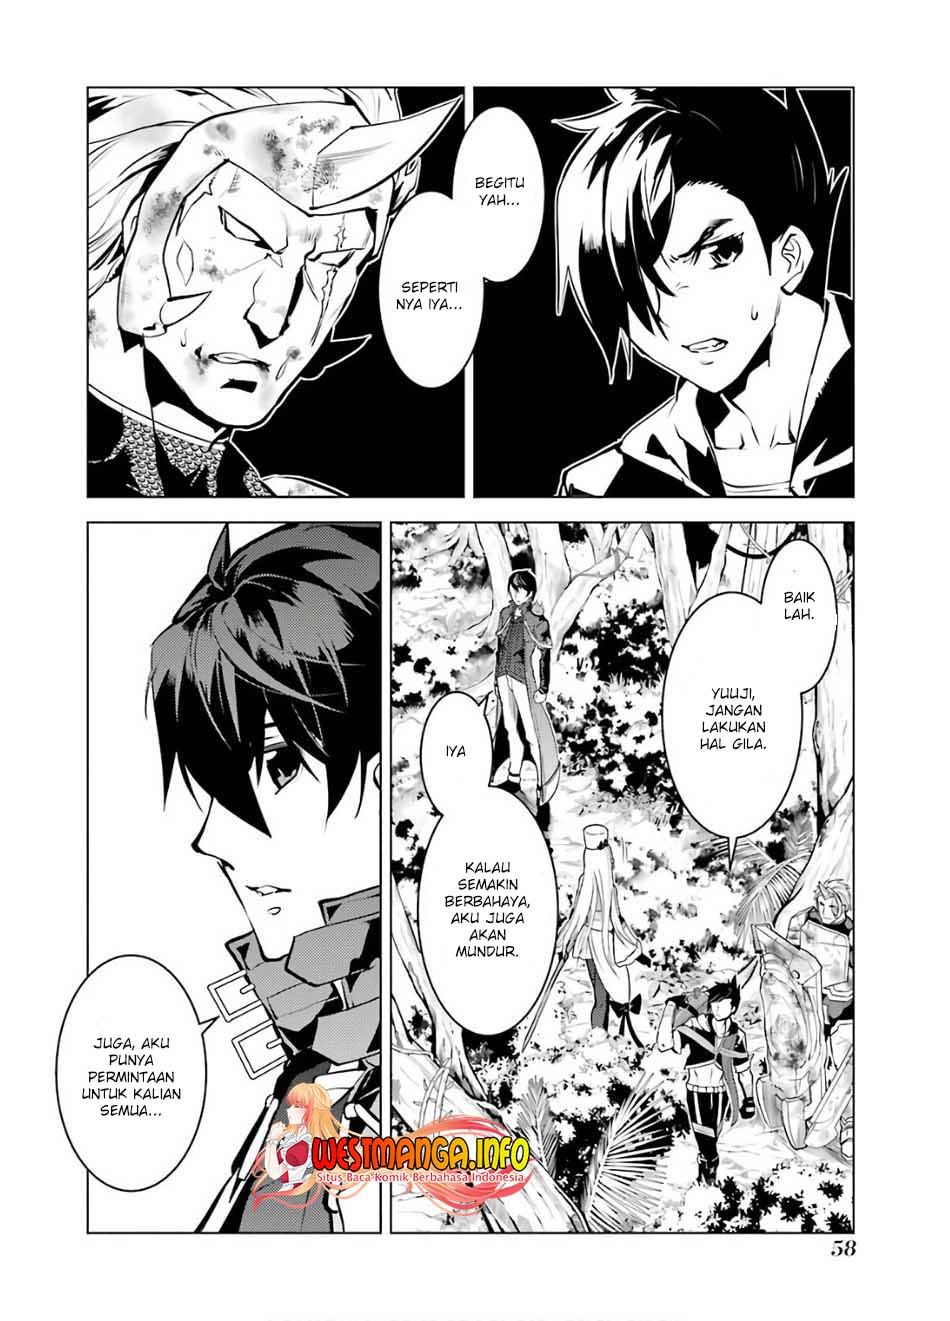 BEGITU
YAH...
SEPERTI
NYA IYA...
BAIK
LAH.
YUUJI,
JANGAN
LAKUKAN
HAL GILA.
IYA
KALAU
SEMAKIN
BERBAHAYA,
AKU JUGA
AKAN
MUNDUR.
JUGA, AKU
PUNYA
PERMINTAAN
UNTUK KALIAN
SEMUA...
WESTMANGA.INFO
Situs Baca Komik Berbahasa Indonesia
58